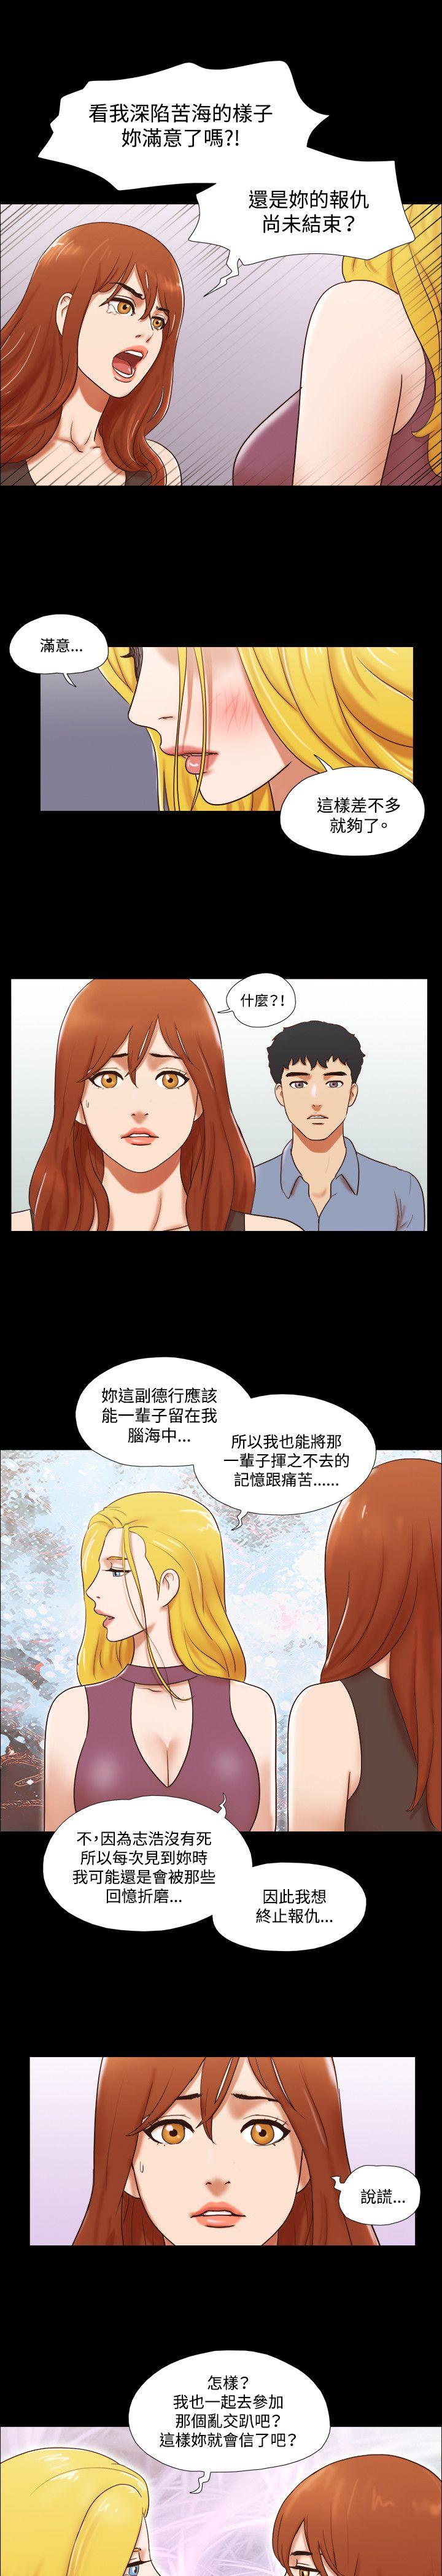 看我深陷苦海的樣子
妳滿意了嗎?!
還是妳的報仇
尚未結束？
滿意...
這樣差不多
就夠了。
什麼？!
妳這副德行應該
能一輩子留在我
腦海中...
所以我也能將那
一輩子揮之不去的
記憶跟痛苦......
不，因為志浩沒有死
所以每次見到妳時
我可能還是會被那些
回憶折磨...
因此我想
終止報仇...
說謊...
怎樣？
我也一起去參加
那個亂交趴吧？
這樣妳就會信了吧？